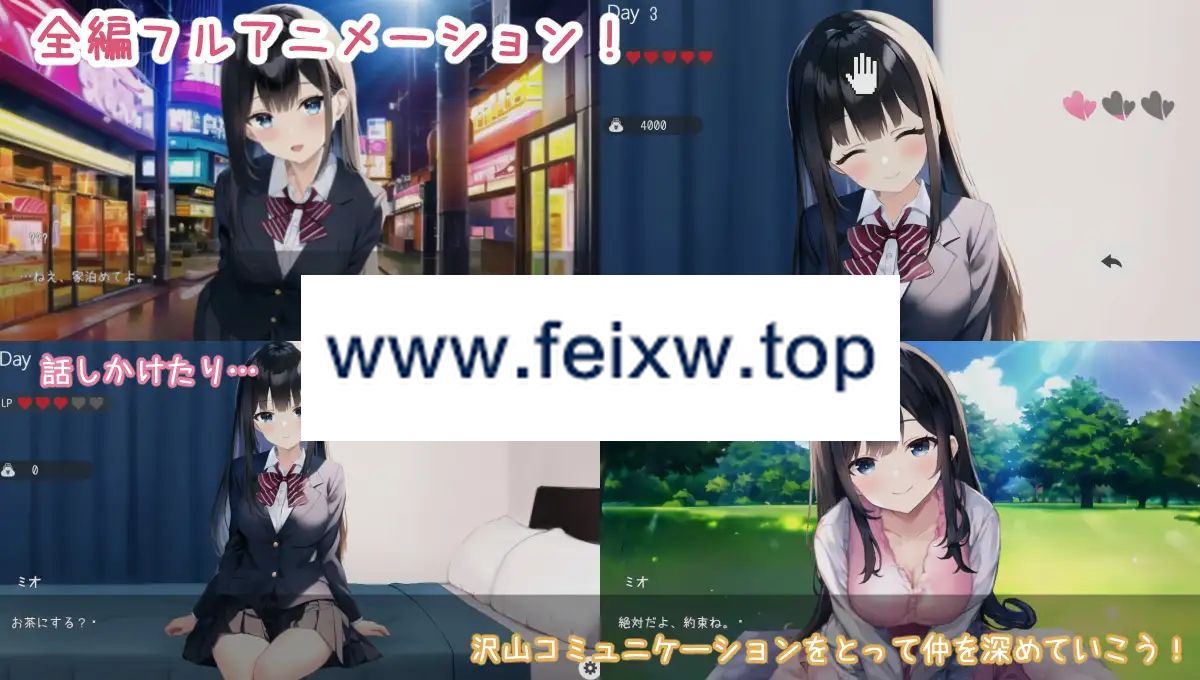 全編フルアニメーション！
???
…ねえ、家泊めてよ。
Day 3
4000
www.feixw.top
Day
話しかけたり…
LP
0
ミオ
お茶にする？
ミオ
絶対だよ、約束ね。
沢山コミュニケーションをとって仲を深めていこう！